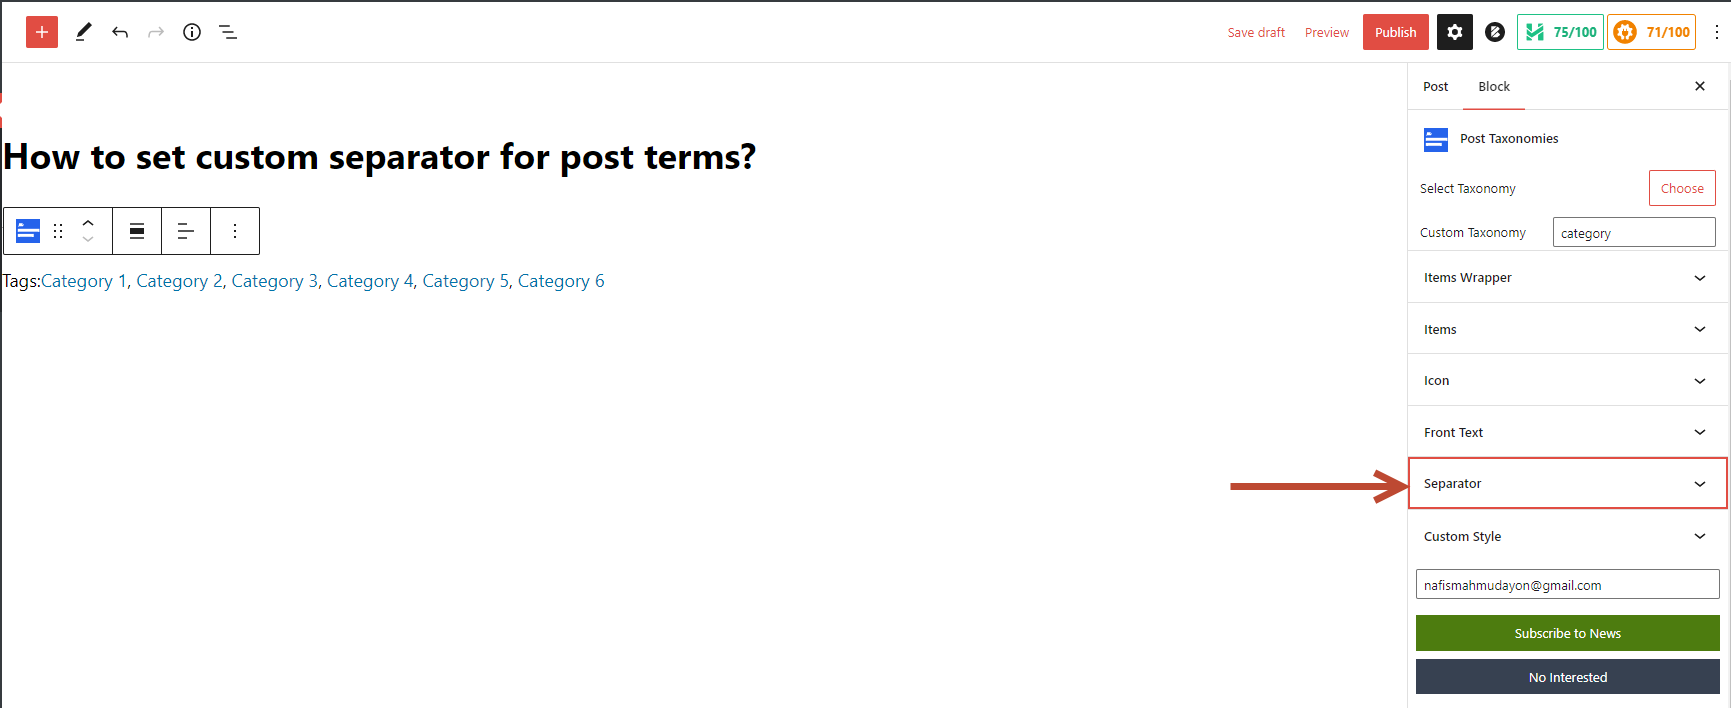 Save draft Preview Publish 75/100 71/100
Post Block
How to set custom separator for post terms?
Tags:Category 1, Category 2, Category 3, Category 4, Category 5, Category 6
Post Taxonomies
Select Taxonomy Choose
Custom Taxonomy category
Items Wrapper
Items
Icon
Front Text
Separator
Custom Style
nafismahmudayon@gmail.com
Subscribe to News
No Interested